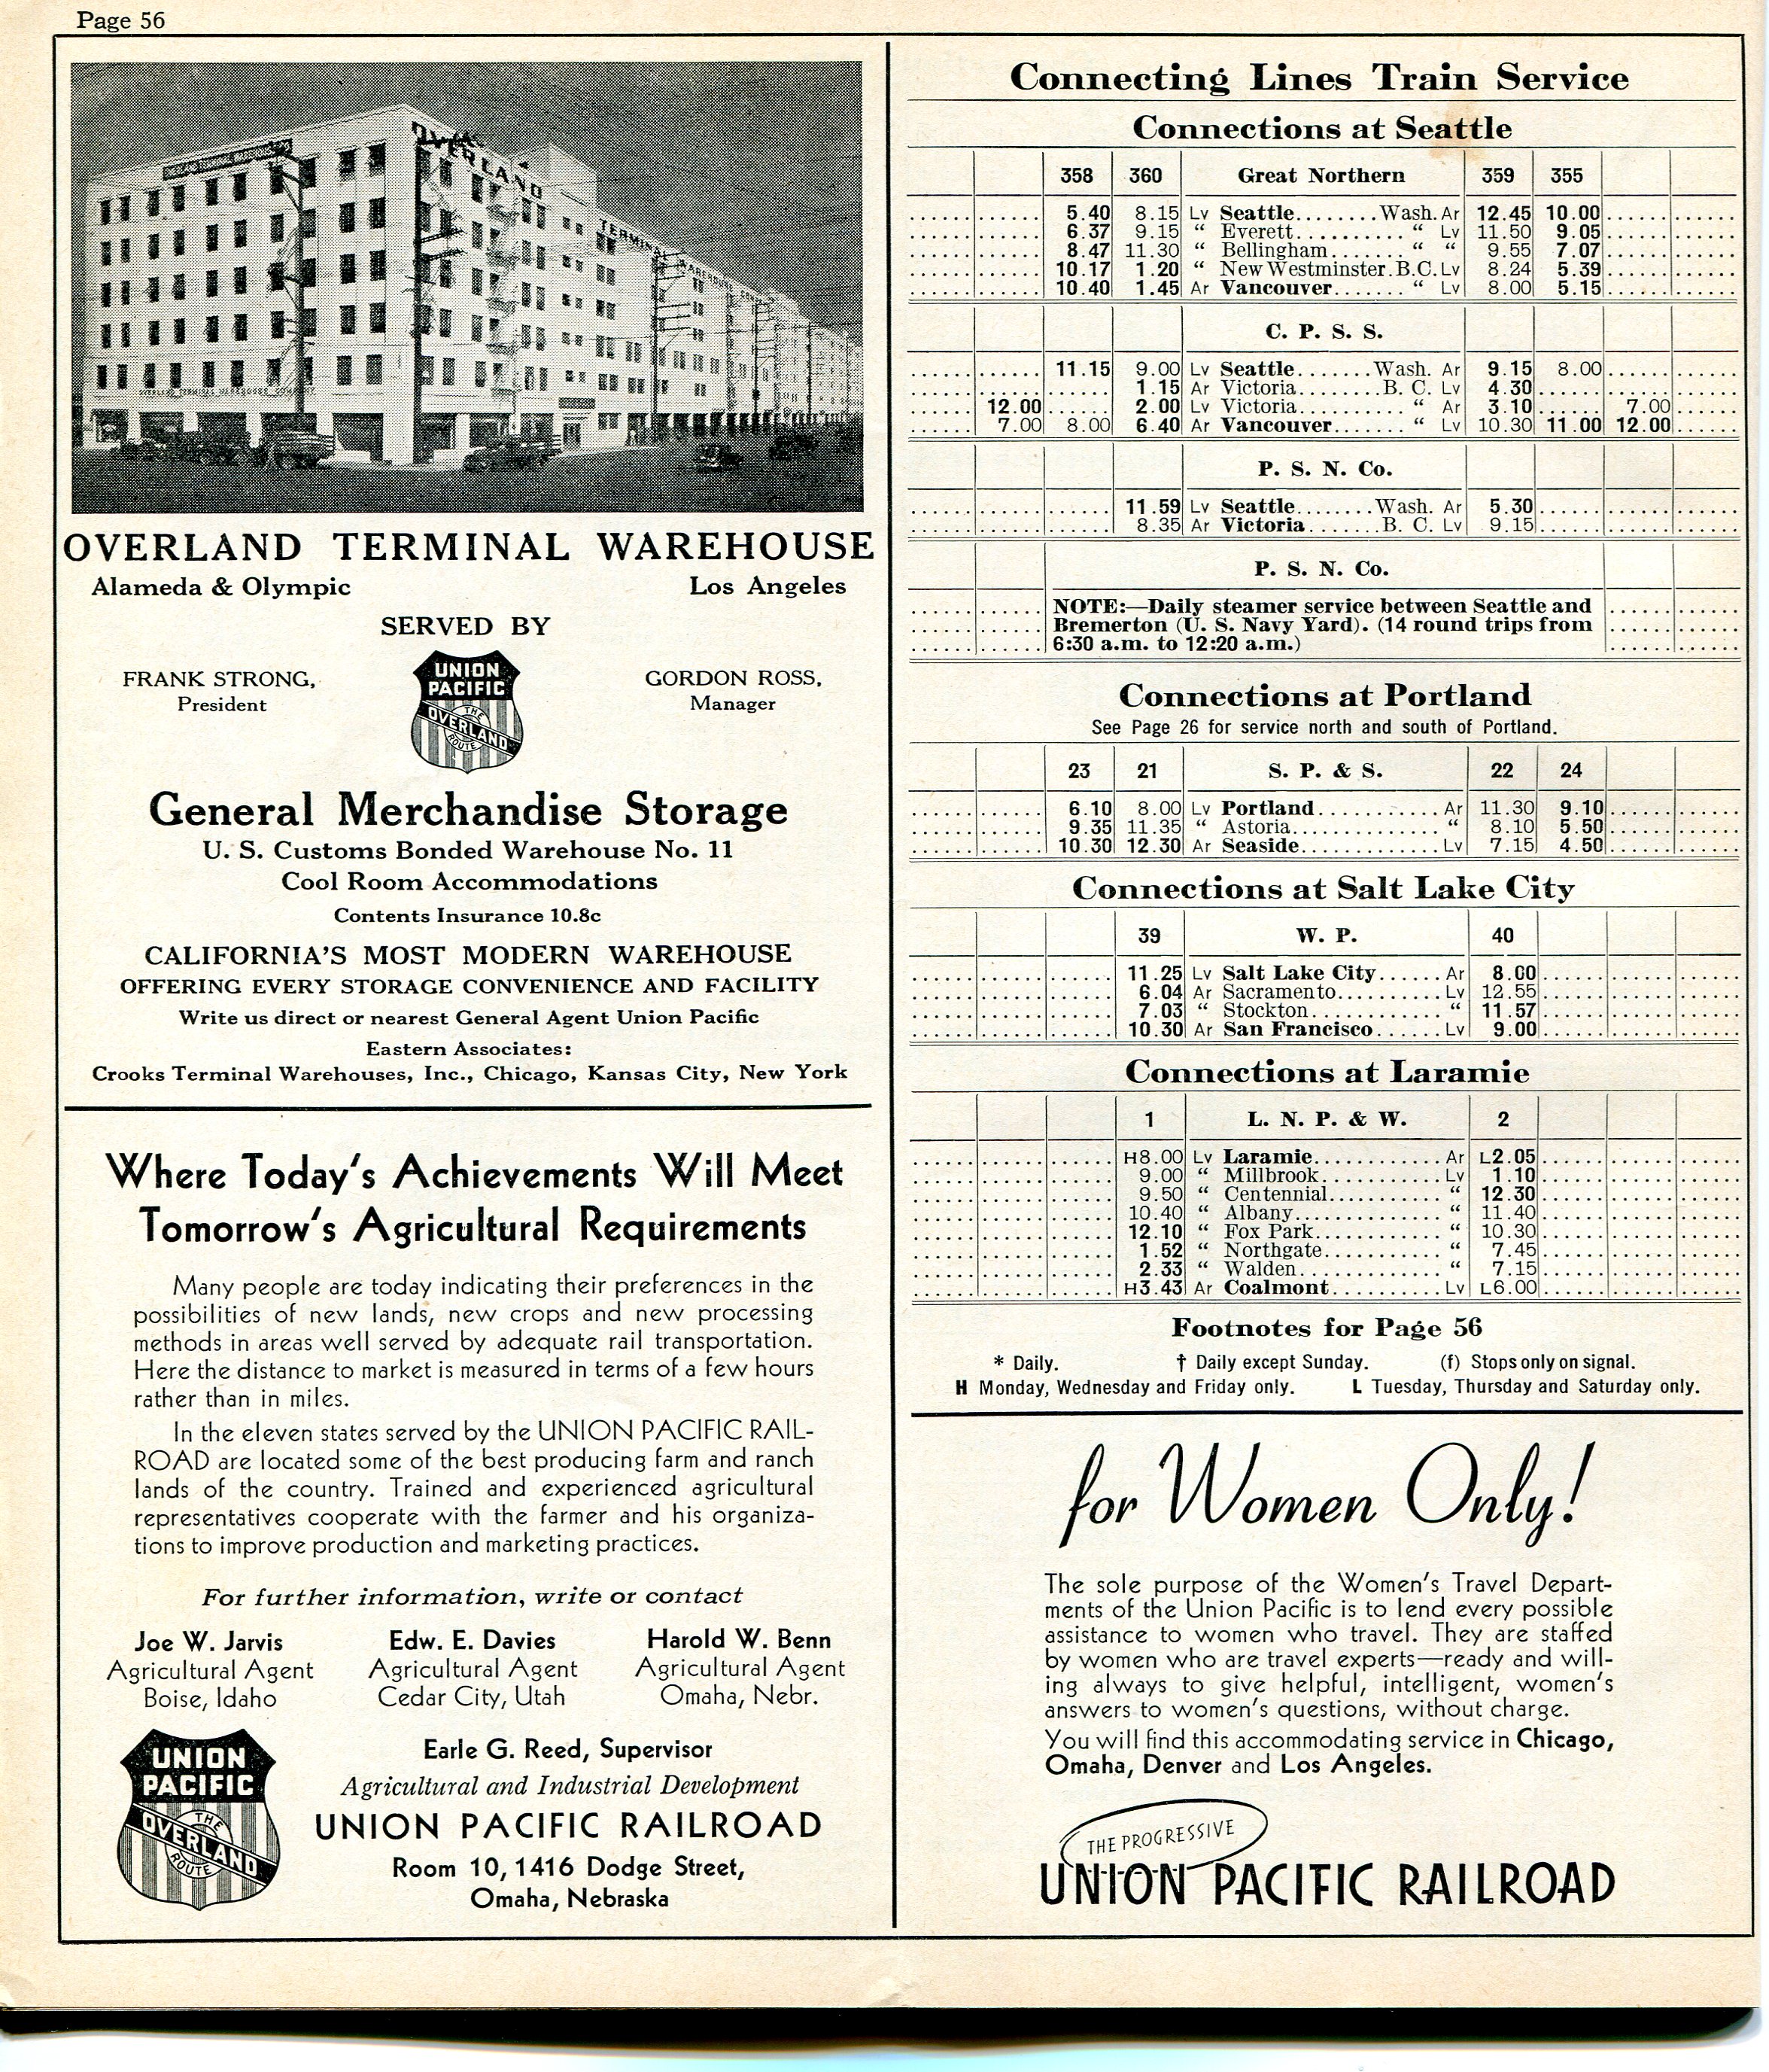 Page 56
OVERLAND TERMINAL WAREHOUSE CO.
OVERLAND
TERMINAL WAREHOUSE COMPANY
OVERLAND TERMINAL WAREHOUSE COMPANY
OVERLAND TERMINAL WAREHOUSE
Alameda & Olympic Los Angeles
SERVED BY
FRANK STRONG,
President
UNION
PACIFIC
THE
OVERLAND
ROUTE
GORDON ROSS,
Manager
General Merchandise Storage
U. S. Customs Bonded Warehouse No. 11
Cool Room Accommodations
Contents Insurance 10.8c
CALIFORNIA'S MOST MODERN WAREHOUSE
OFFERING EVERY STORAGE CONVENIENCE AND FACILITY
Write us direct or nearest General Agent Union Pacific
Eastern Associates:
Crooks Terminal Warehouses, Inc., Chicago, Kansas City, New York
Where Today's Achievements Will Meet
Tomorrow's Agricultural Requirements
Many people are today indicating their preferences in the
possibilities of new lands, new crops and new processing
methods in areas well served by adequate rail transportation.
Here the distance to market is measured in terms of a few hours
rather than in miles.
In the eleven states served by the UNION PACIFIC RAIL-
ROAD are located some of the best producing farm and ranch
lands of the country. Trained and experienced agricultural
representatives cooperate with the farmer and his organiza-
tions to improve production and marketing practices.
For further information, write or contact
Joe W. Jarvis
Agricultural Agent
Boise, Idaho
Edw. E. Davies
Agricultural Agent
Cedar City, Utah
Harold W. Benn
Agricultural Agent
Omaha, Nebr.
UNION
PACIFIC
THE
OVERLAND
ROUTE
Earle G. Reed, Supervisor
Agricultural and Industrial Development
UNION PACIFIC RAILROAD
Room 10, 1416 Dodge Street,
Omaha, Nebraska
Connecting Lines Train Service
Connections at Seattle
358 360 Great Northern 359 355
5.40 8.15 Lv Seattle........Wash. Ar 12.45 10.00
6.37 9.15 “ Everett.......... “ Lv 11.50 9.05
8.47 11.30 “ Bellingham....... “ “ 9.55 7.07
10.17 1.20 “ New Westminster.B.C. Lv 8.24 5.39
10.40 1.45 Ar Vancouver....... “ Lv 8.00 5.15
C. P. S. S.
11.15 9.00 Lv Seattle.......Wash. Ar 9.15 8.00
1.15 Ar Victoria........B. C. Lv 4.30
12.00 2.00 Lv Victoria........ “ Ar 3.10 7.00
7.00 8.00 6.40 Ar Vancouver....... “ Lv 10.30 11.00 12.00
P. S. N. Co.
11.59 Lv Seattle........Wash. Ar 5.30
8.35 Ar Victoria.......B. C. Lv 9.15
P. S. N. Co.
NOTE:—Daily steamer service between Seattle and
Bremerton (U. S. Navy Yard). (14 round trips from
6:30 a.m. to 12:20 a.m.)
Connections at Portland
See Page 26 for service north and south of Portland.
23 21 S. P. & S. 22 24
6.10 8.00 Lv Portland............ Ar 11.30 9.10
9.35 11.35 “ Astoria.............. “ 8.10 5.50
10.30 12.30 Ar Seaside............. Lv 7.15 4.50
Connections at Salt Lake City
39 W. P. 40
11.25 Lv Salt Lake City...... Ar 8.00
6.04 Ar Sacramento.......... Lv 12.55
7.03 “ Stockton............. “ 11.57
10.30 Ar San Francisco...... Lv 9.00
Connections at Laramie
1 L. N. P. & W. 2
H8.00 Lv Laramie............ Ar L2.05
9.00 “ Millbrook............ Lv 1.10
9.50 “ Centennial........... “ 12.30
10.40 “ Albany.............. “ 11.40
12.10 “ Fox Park............ “ 10.30
1.52 “ Northgate............ “ 7.45
2.33 “ Walden.............. “ 7.15
H3.43 Ar Coalmont.......... Lv L6.00
Footnotes for Page 56
* Daily. † Daily except Sunday. (f) Stops only on signal.
H Monday, Wednesday and Friday only. L Tuesday, Thursday and Saturday only.
for Women Only!
The sole purpose of the Women's Travel Depart-
ments of the Union Pacific is to lend every possible
assistance to women who travel. They are staffed
by women who are travel experts—ready and will-
ing always to give helpful, intelligent, women's
answers to women's questions, without charge.
You will find this accommodating service in Chicago,
Omaha, Denver and Los Angeles.
THE PROGRESSIVE
UNION PACIFIC RAILROAD